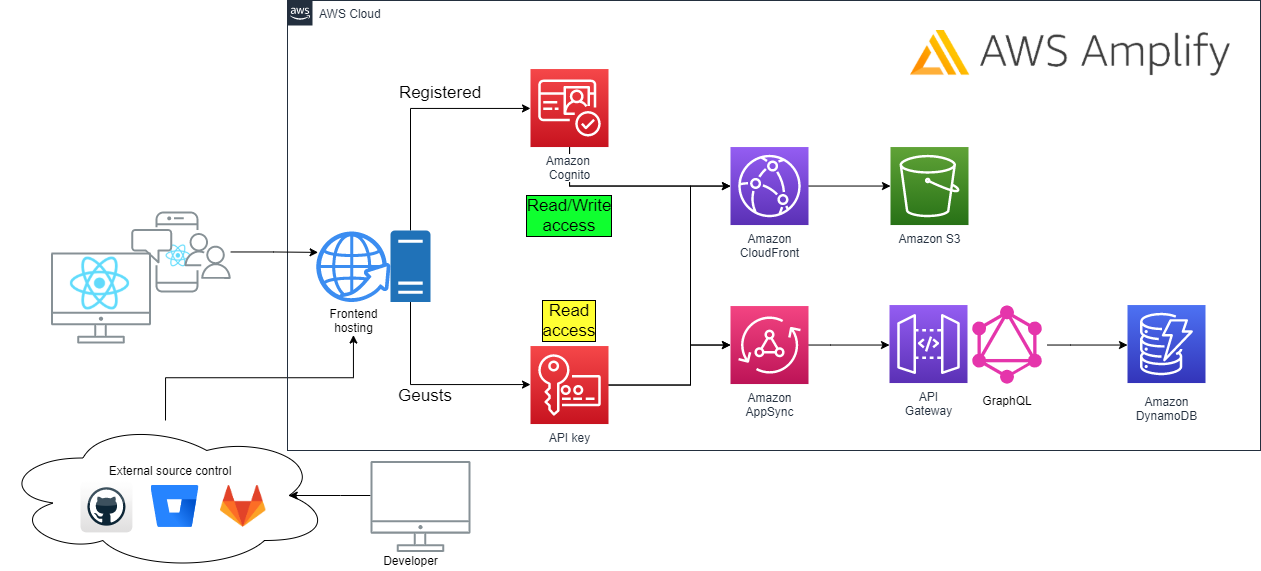 aws
AWS Cloud
AWS Amplify
Registered
Amazon
Cognito
Read/Write
access
Amazon
CloudFront
Amazon S3
Frontend
hosting
Read
access
Geusts
API key
Amazon
AppSync
API
Gateway
GraphQL
Amazon
DynamoDB
External source control
Developer